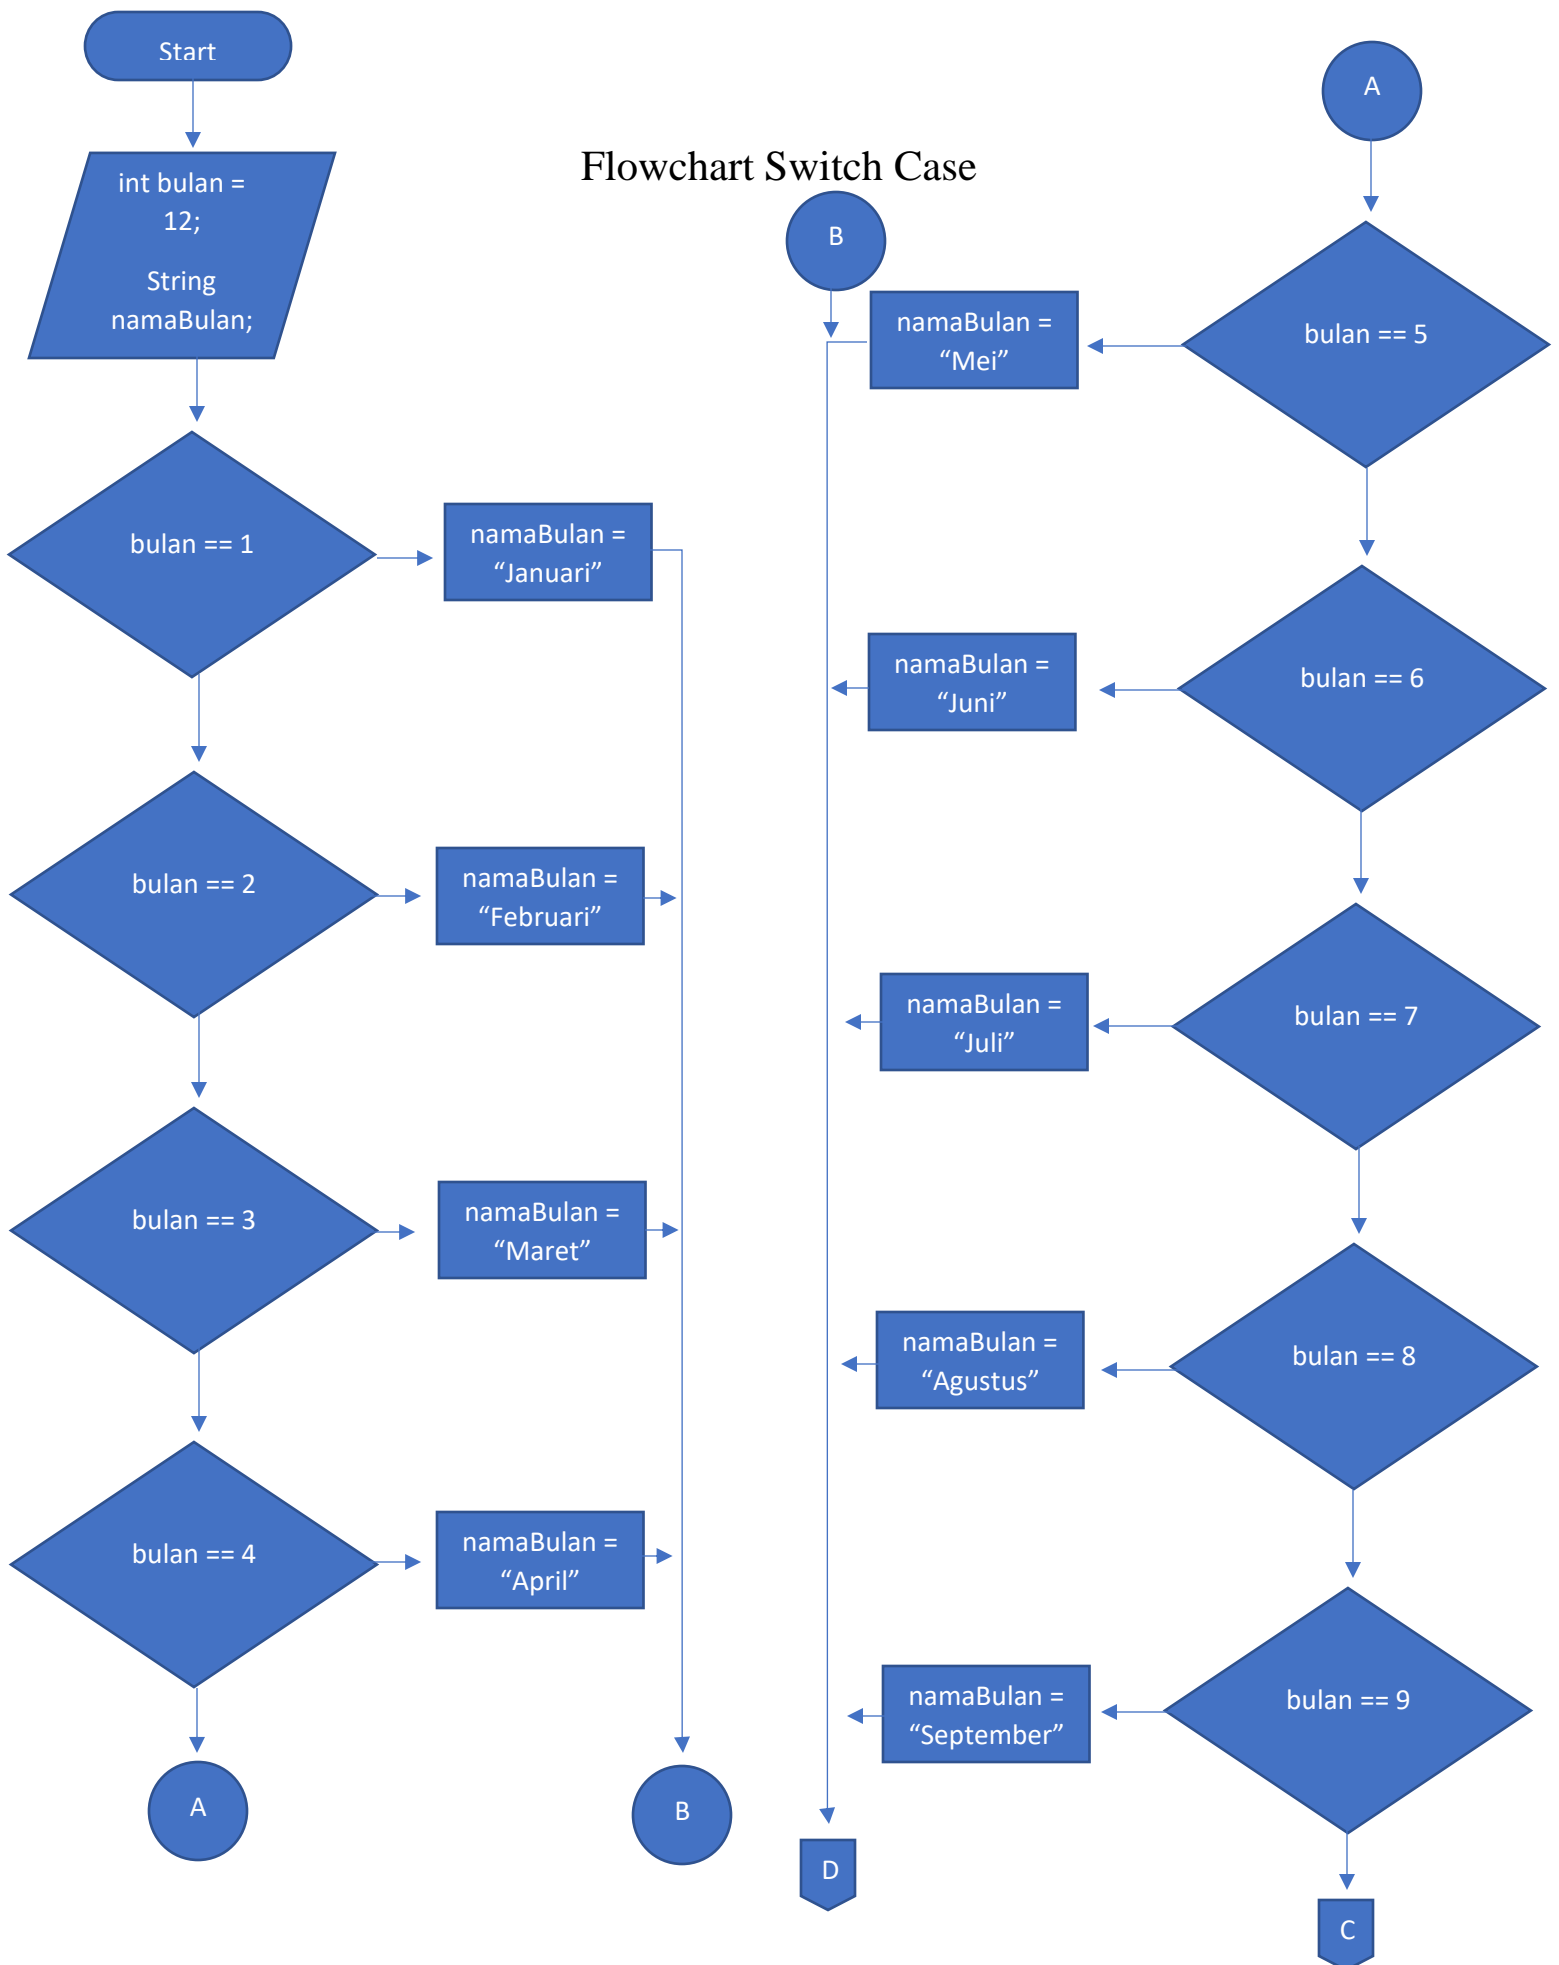 Start
int bulan =
12;
String
namaBulan;
bulan == 1
namaBulan =
“Januari”
bulan == 2
namaBulan =
“Februari”
bulan == 3
namaBulan =
“Maret”
bulan == 4
namaBulan =
“April”
A
B
Flowchart Switch Case
B
A
namaBulan =
“Mei”
bulan == 5
namaBulan =
“Juni”
bulan == 6
namaBulan =
“Juli”
bulan == 7
namaBulan =
“Agustus”
bulan == 8
namaBulan =
“September”
bulan == 9
D
C